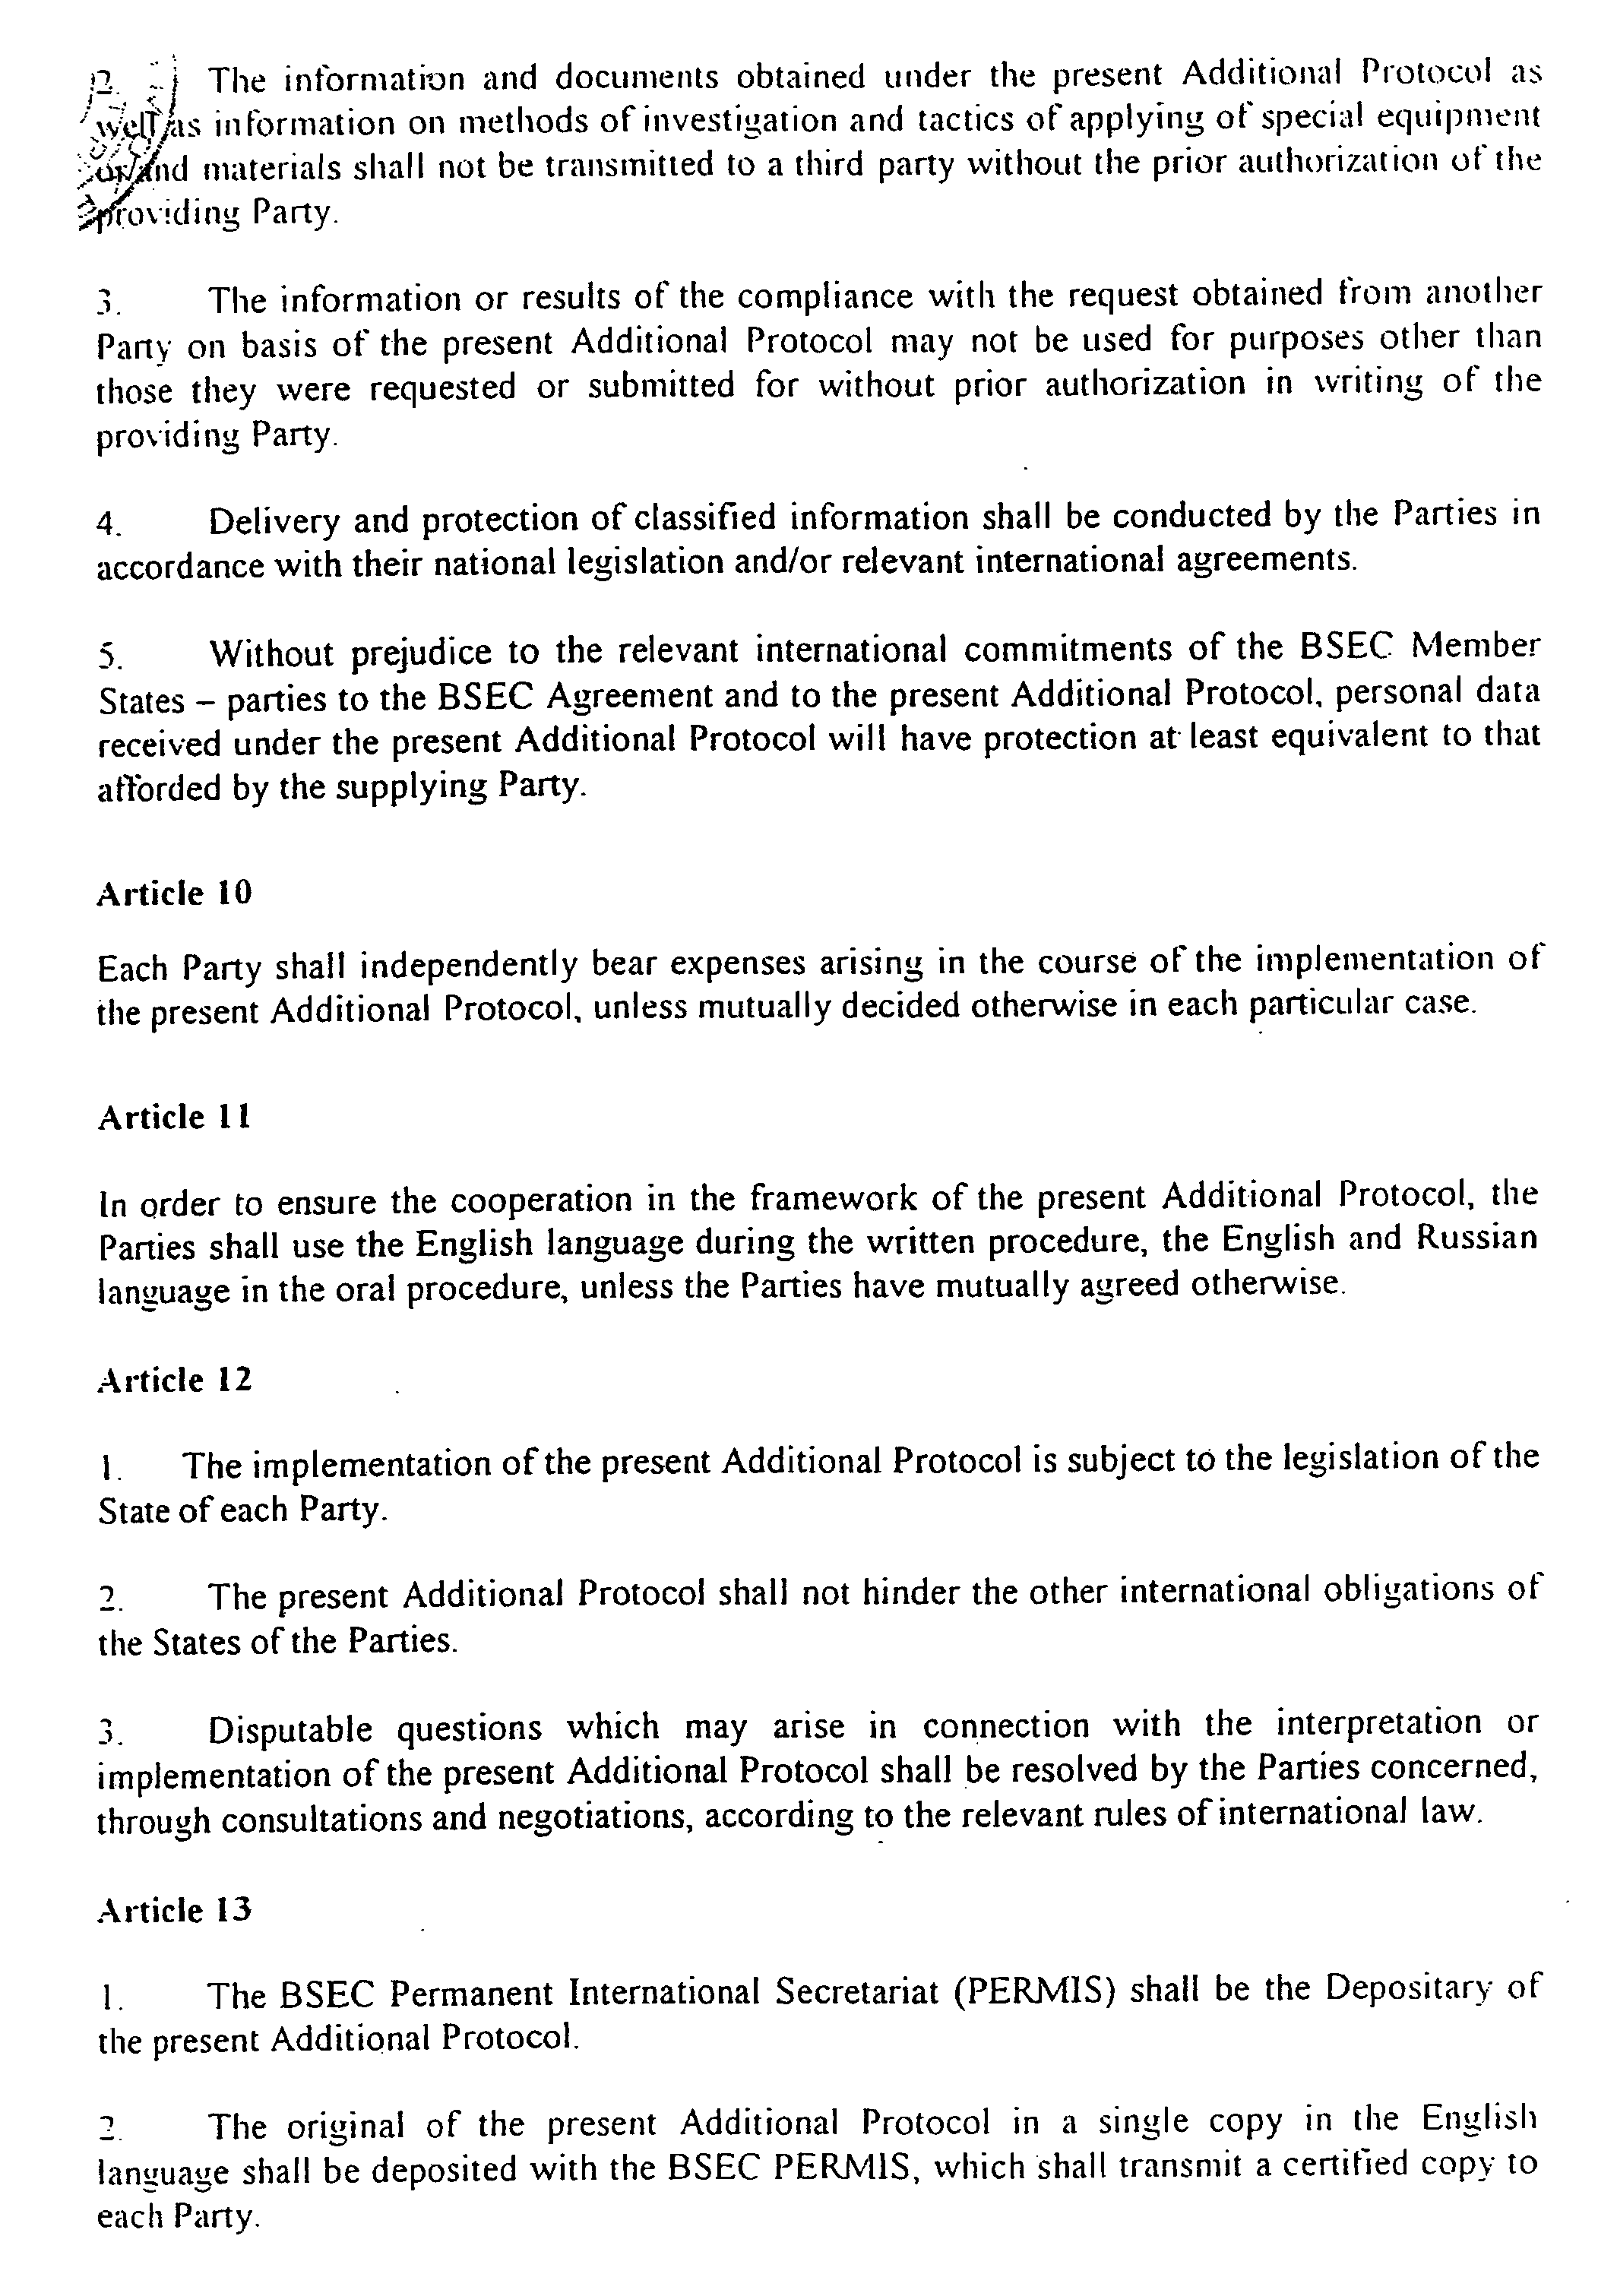 2. The information and documents obtained under the present Additional Protocol as
well as information on methods of investigation and tactics of applying of special equipment
or/and materials shall not be transmitted to a third party without the prior authorization of the
providing Party.
3. The information or results of the compliance with the request obtained from another
Party on basis of the present Additional Protocol may not be used for purposes other than
those they were requested or submitted for without prior authorization in writing of the
providing Party.
4. Delivery and protection of classified information shall be conducted by the Parties in
accordance with their national legislation and/or relevant international agreements.
5. Without prejudice to the relevant international commitments of the BSEC Member
States – parties to the BSEC Agreement and to the present Additional Protocol, personal data
received under the present Additional Protocol will have protection at least equivalent to that
afforded by the supplying Party.
Article 10
Each Party shall independently bear expenses arising in the course of the implementation of
the present Additional Protocol, unless mutually decided otherwise in each particular case.
Article 11
In order to ensure the cooperation in the framework of the present Additional Protocol, the
Parties shall use the English language during the written procedure, the English and Russian
language in the oral procedure, unless the Parties have mutually agreed otherwise.
Article 12
1. The implementation of the present Additional Protocol is subject to the legislation of the
State of each Party.
2. The present Additional Protocol shall not hinder the other international obligations of
the States of the Parties.
3. Disputable questions which may arise in connection with the interpretation or
implementation of the present Additional Protocol shall be resolved by the Parties concerned,
through consultations and negotiations, according to the relevant rules of international law.
Article 13
1. The BSEC Permanent International Secretariat (PERMIS) shall be the Depositary of
the present Additional Protocol.
2. The original of the present Additional Protocol in a single copy in the English
language shall be deposited with the BSEC PERMIS, which shall transmit a certified copy to
each Party.